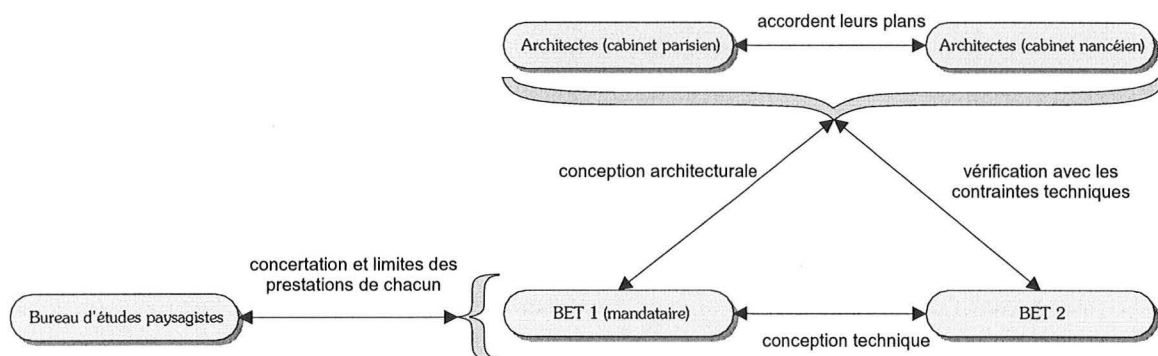 accordent leurs plans
Architectes (cabinet parisien)
Architectes (cabinet nancéien)
conception architecturale
vérification avec les
contraintes techniques
concertation et limites des
prestations de chacun
Bureau d'études paysagistes
BET 1 (mandataire)
BET 2
conception technique